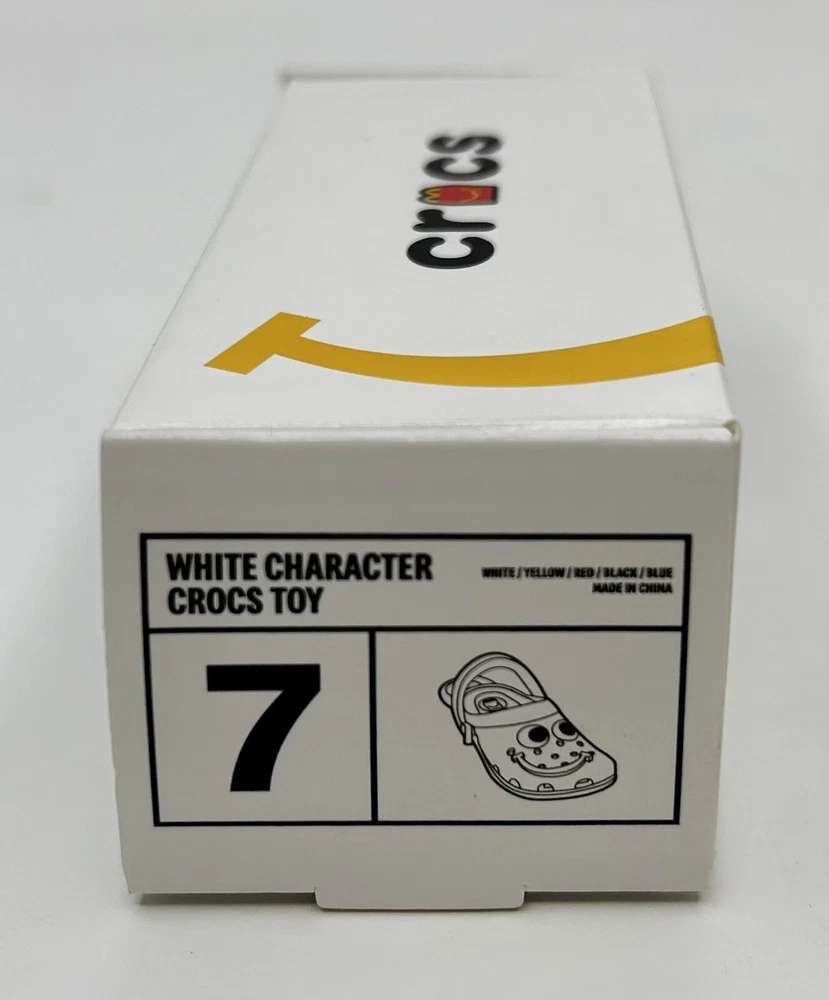 crocs
WHITE CHARACTER
CROCS TOY
WHITE / YELLOW / RED / BLACK / BLUE
MADE IN CHINA
7